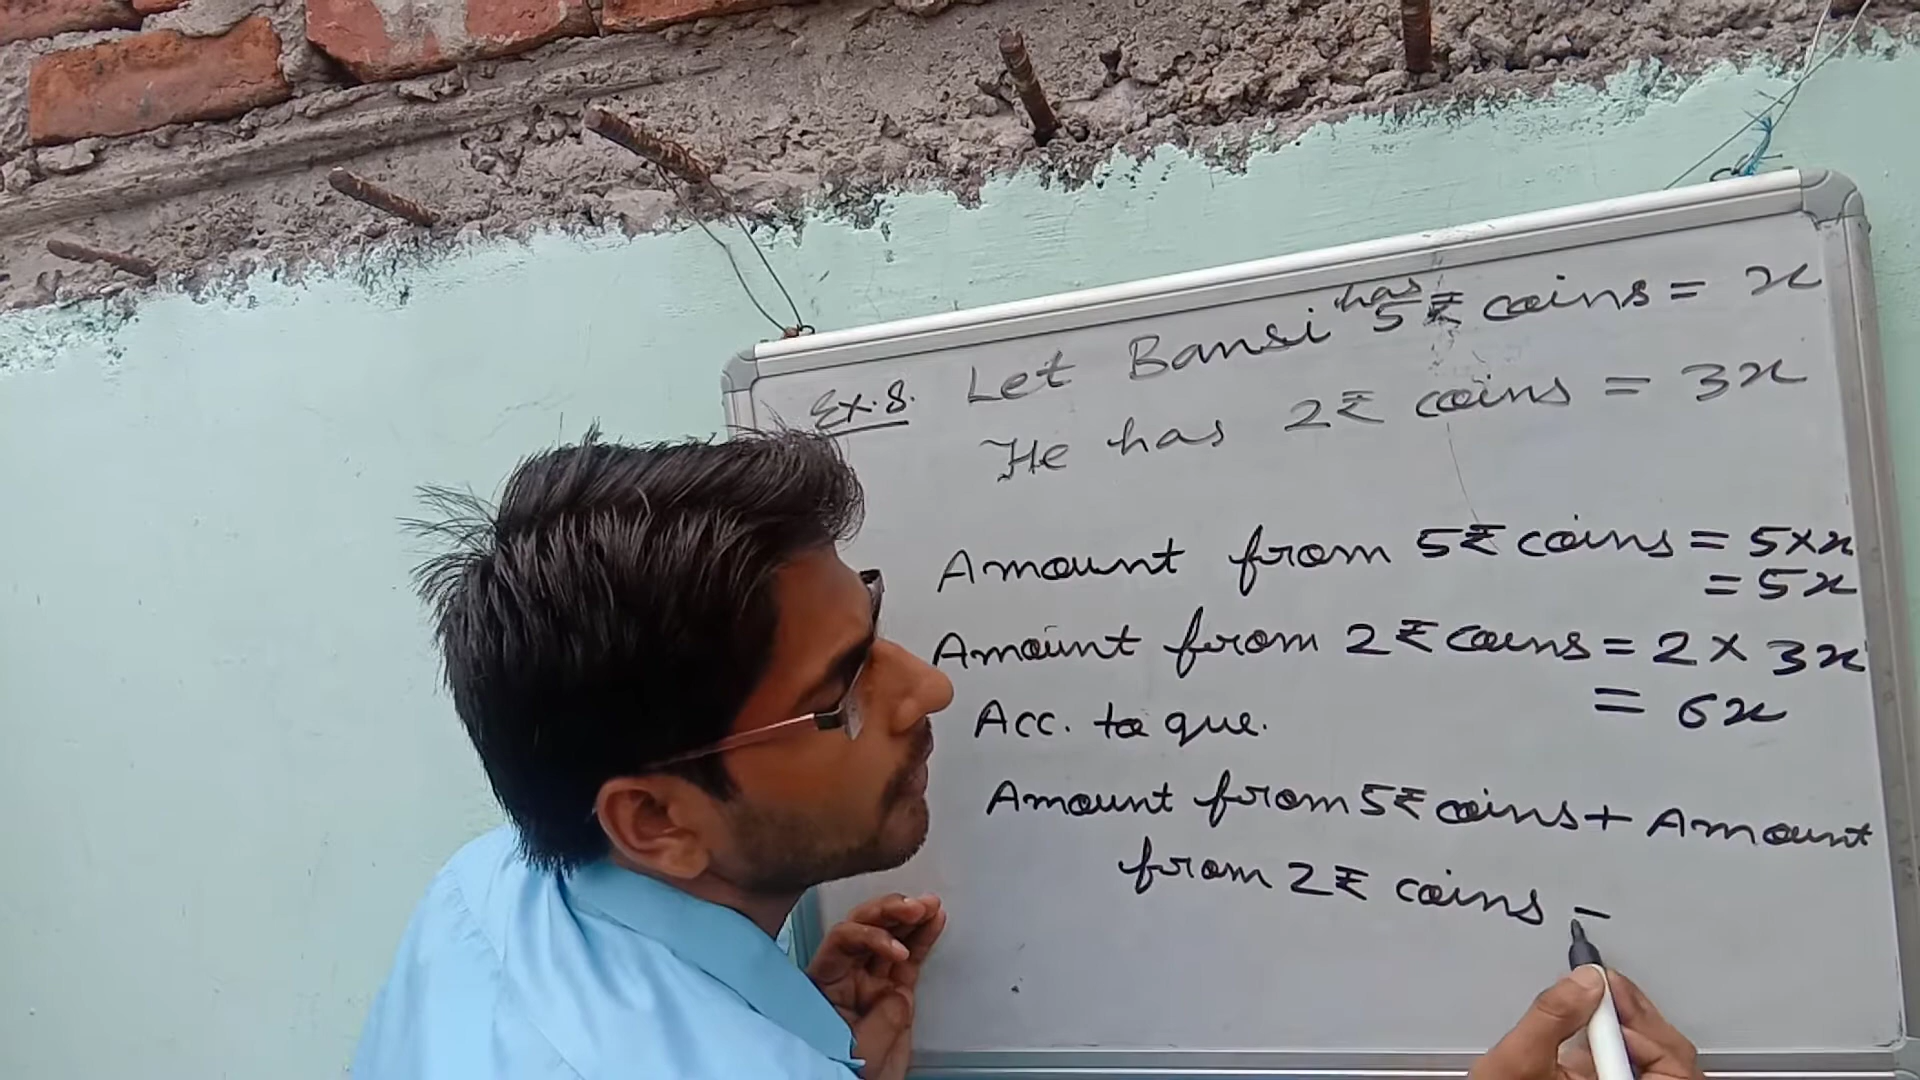 Ex.8. Let Bansi has 5₹ coins = x
He has 2₹ coins = 3x
Amount from 5₹ coins = 5×x
= 5x
Amount from 2₹ coins = 2 × 3x
= 6x
Acc. to que.
Amount from 5₹ coins + Amount
from 2₹ coins -